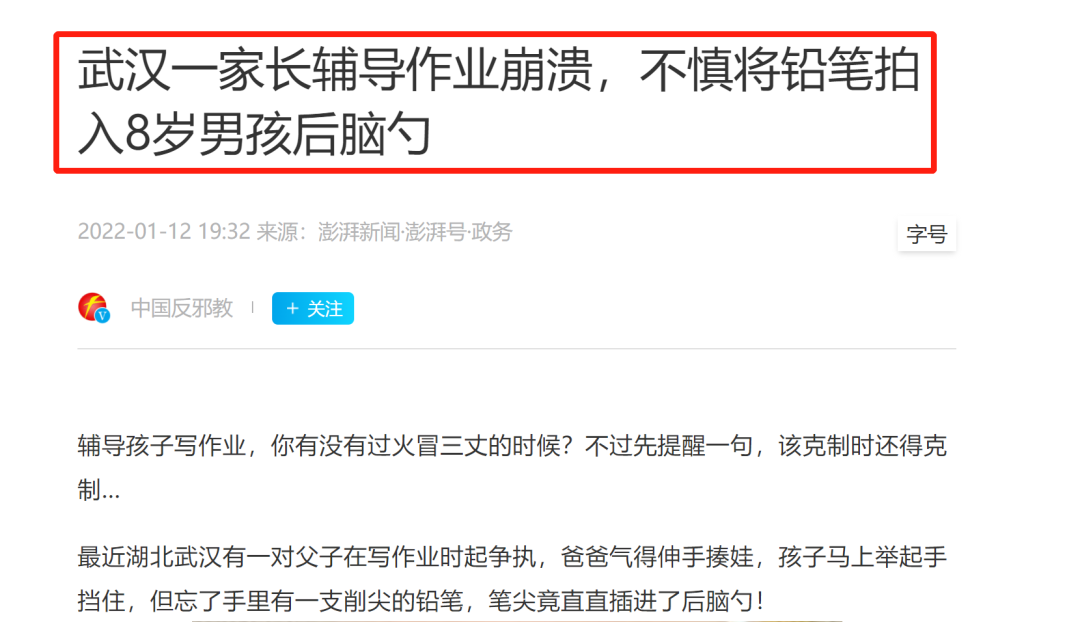 武汉一家长辅导作业崩溃，不慎将铅笔拍
入8岁男孩后脑勺
2022-01-12 19:32 来源：澎湃新闻·澎湃号·政务
字号
中国反邪教
+ 关注
辅导孩子写作业，你有没有过火冒三丈的时候？不过先提醒一句，该克制时还得克
制...
最近湖北武汉有一对父子在写作业时起争执，爸爸气得伸手揍娃，孩子马上举起手
挡住，但忘了手里有一支削尖的铅笔，笔尖竟直直插进了后脑勺！